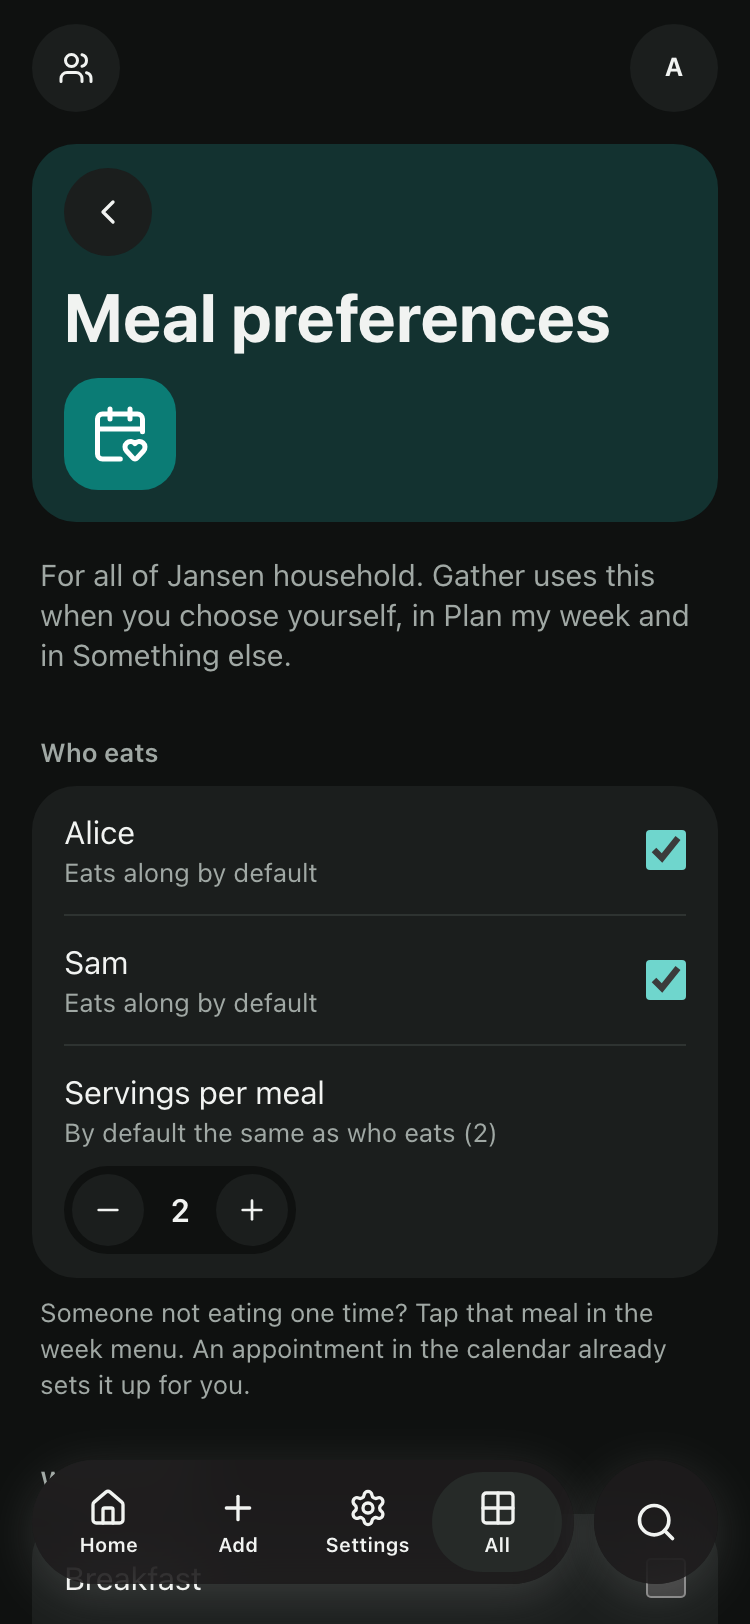 A
Meal preferences
For all of Jansen household. Gather uses this
when you choose yourself, in Plan my week and
in Something else.
Who eats
Alice
Eats along by default
Sam
Eats along by default
Servings per meal
By default the same as who eats (2)
2
Someone not eating one time? Tap that meal in the
week menu. An appointment in the calendar already
sets it up for you.
Home
Add
Settings
All
Breakfast